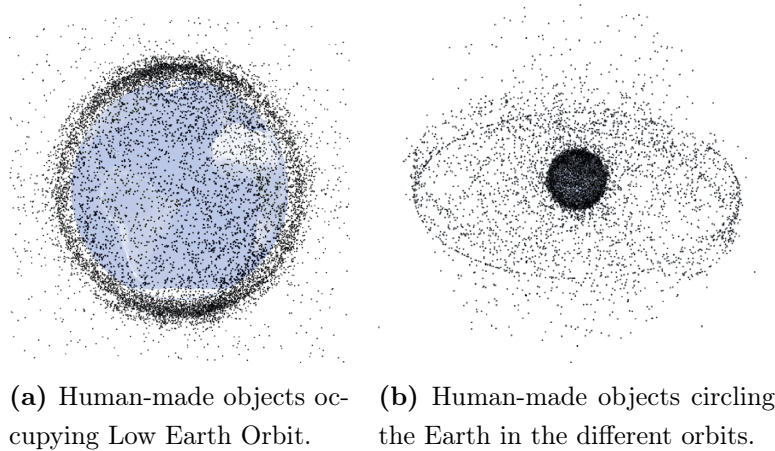 (a) Human-made objects oc-
cupying Low Earth Orbit.
(b) Human-made objects circling
the Earth in the different orbits.